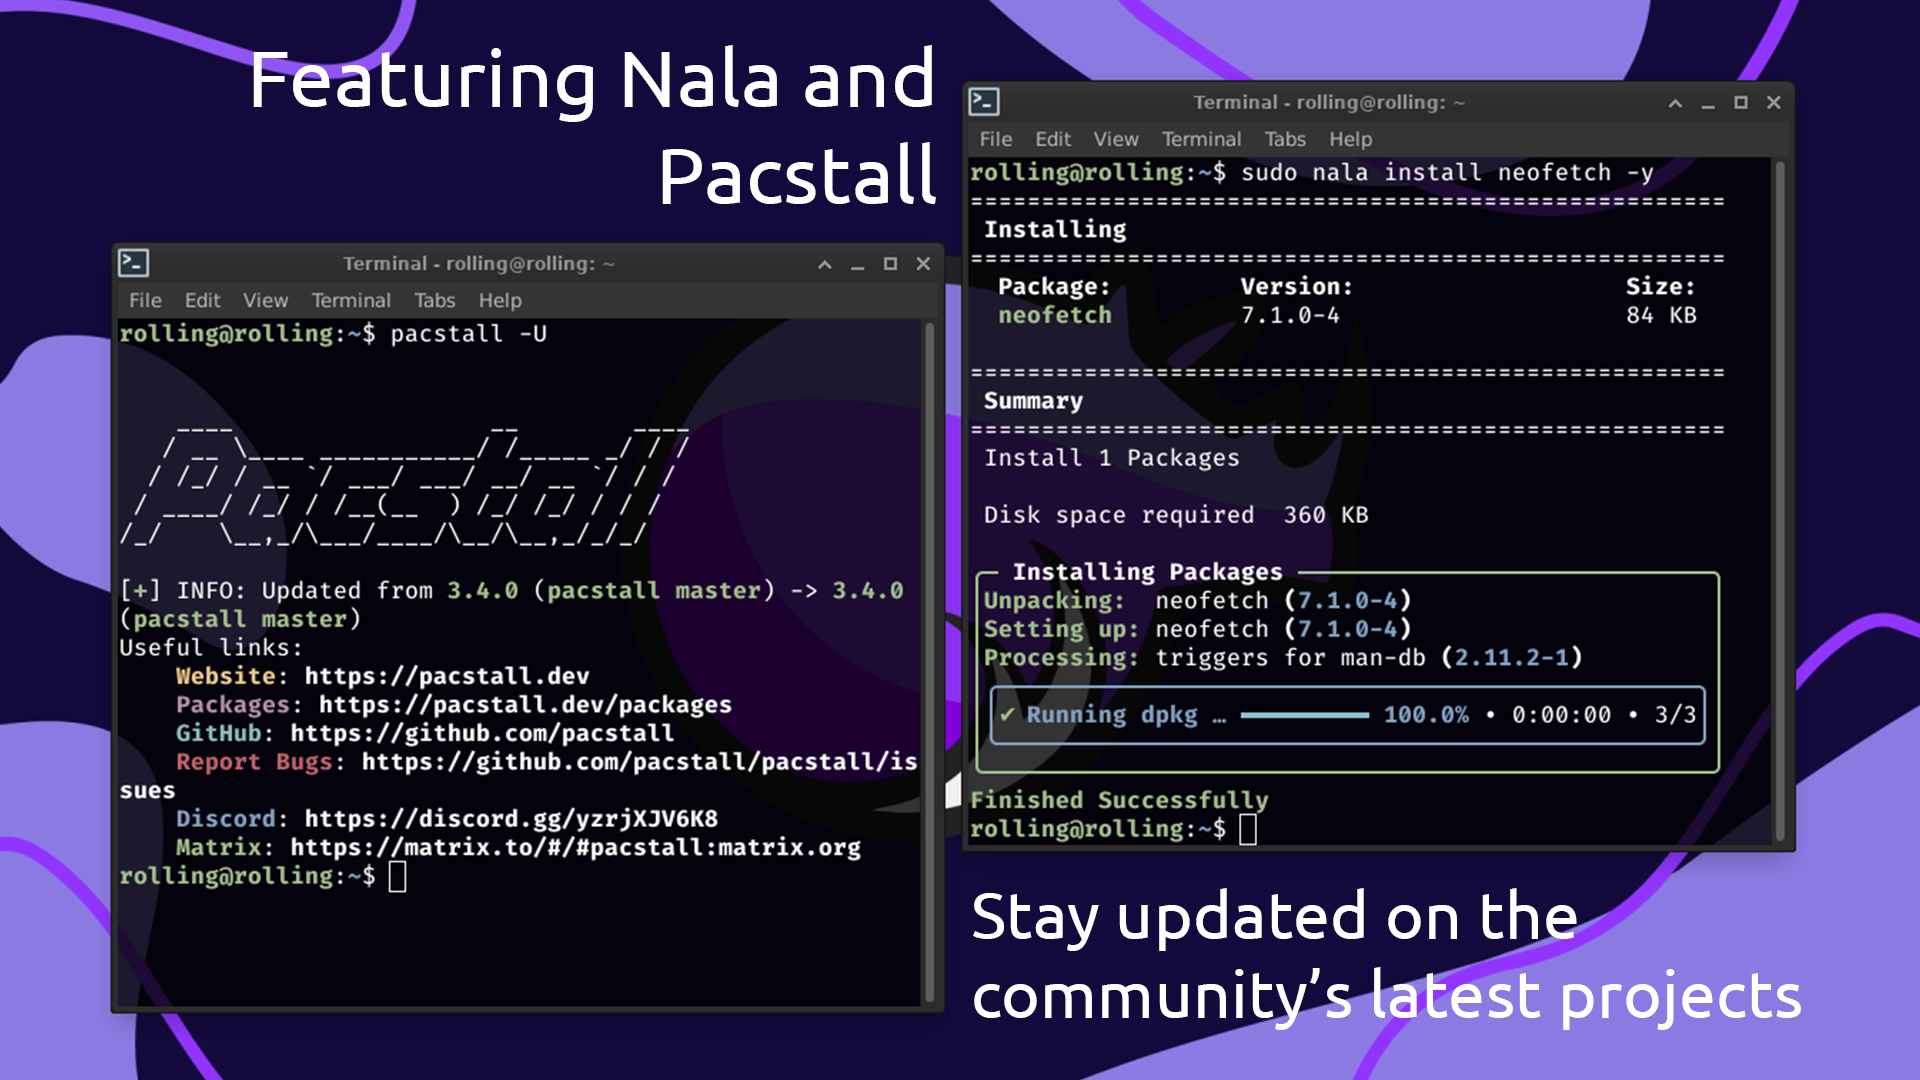 Featuring Nala and
Pacstall
Terminal - rolling@rolling: ~
File Edit View Terminal Tabs Help
rolling@rolling:~$ pacstall -U
Pacstall
[+] INFO: Updated from 3.4.0 (pacstall master) -> 3.4.0
(pacstall master)
Useful links:
Website: https://pacstall.dev
Packages: https://pacstall.dev/packages
GitHub: https://github.com/pacstall
Report Bugs: https://github.com/pacstall/pacstall/is
sues
Discord: https://discord.gg/yzrjXJV6K8
Matrix: https://matrix.to/#/#pacstall:matrix.org
rolling@rolling:~$
Terminal - rolling@rolling: ~
File Edit View Terminal Tabs Help
rolling@rolling:~$ sudo nala install neofetch -y
=====================================================
Installing
=====================================================
Package: Version: Size:
neofetch 7.1.0-4 84 KB
=====================================================
Summary
=====================================================
Install 1 Packages
Disk space required 360 KB
Installing Packages
Unpacking: neofetch (7.1.0-4)
Setting up: neofetch (7.1.0-4)
Processing: triggers for man-db (2.11.2-1)
✔ Running dpkg … 100.0% • 0:00:00 • 3/3
Finished Successfully
rolling@rolling:~$
Stay updated on the
community’s latest projects